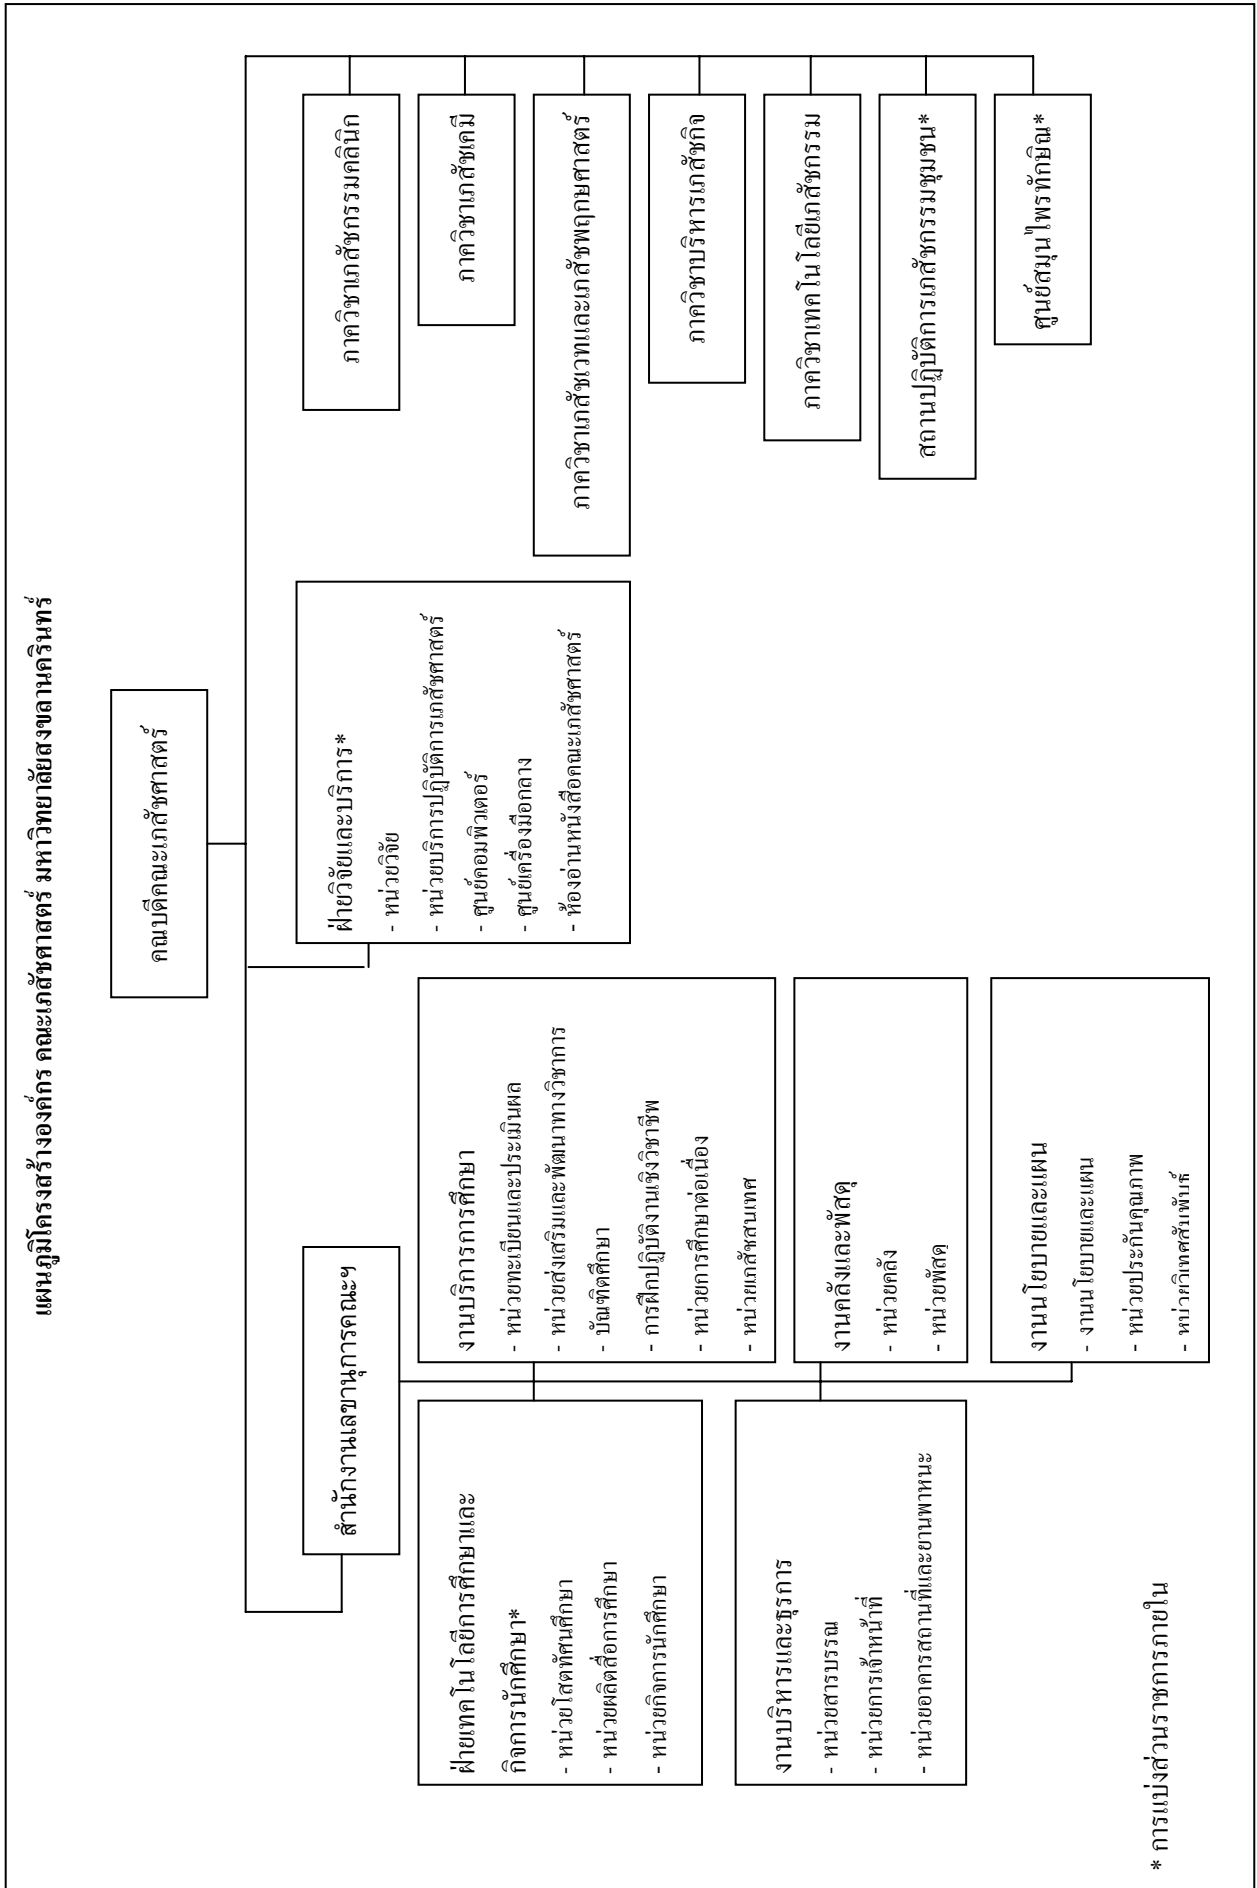 แผนภูมิโครงสร้างองค์กร คณะเภสัชศาสตร์ มหาวิทยาลัยสงขลานครินทร์
คณบดีคณะเภสัชศาสตร์
สำนักงานเลขานุการคณะฯ
ฝ่ายเทคโนโลยีการศึกษาและ
กิจการนักศึกษา*
- หน่วยโสตทัศนศึกษา
- หน่วยผลิตสื่อการศึกษา
- หน่วยกิจการนักศึกษา
งานบริหารและธุรการ
- หน่วยสารบรรณ
- หน่วยการเจ้าหน้าที่
- หน่วยอาคารสถานที่และยานพาหนะ
งานบริการการศึกษา
- หน่วยทะเบียนและประเมินผล
- หน่วยส่งเสริมและพัฒนาทางวิชาการ
- บัณฑิตศึกษา
- การฝึกปฏิบัติงานเชิงวิชาชีพ
- หน่วยการศึกษาต่อเนื่อง
- หน่วยเภสัชสนเทศ
งานคลังและพัสดุ
- หน่วยคลัง
- หน่วยพัสดุ
งานนโยบายและแผน
- งานนโยบายและแผน
- หน่วยประกันคุณภาพ
- หน่วยวิเทศสัมพันธ์
ฝ่ายวิจัยและบริการ*
- หน่วยวิจัย
- หน่วยบริการปฏิบัติการเภสัชศาสตร์
- ศูนย์คอมพิวเตอร์
- ศูนย์เครื่องมือกลาง
- ห้องอ่านหนังสือคณะเภสัชศาสตร์
ภาควิชาเภสัชกรรมคลินิก
ภาควิชาเภสัชเคมี
ภาควิชาเภสัชเวทและเภสัชพฤกษศาสตร์
ภาควิชาบริหารเภสัชกิจ
ภาควิชาเทคโนโลยีเภสัชกรรม
สถานปฏิบัติการเภสัชกรรมชุมชน*
ศูนย์สมุนไพรทักษิณ*
* การแบ่งส่วนราชการภายใน